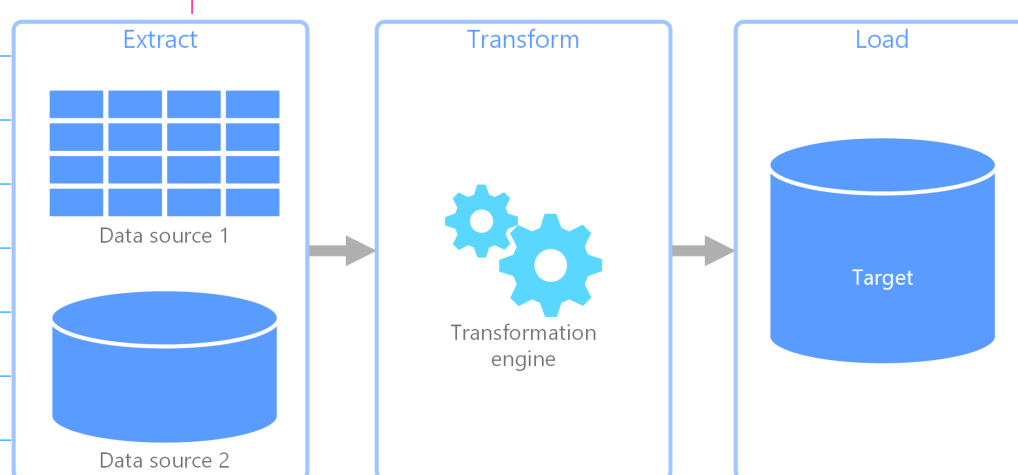 Extract
Transform
Load
Data source 1
Target
Transformation
engine
Data source 2